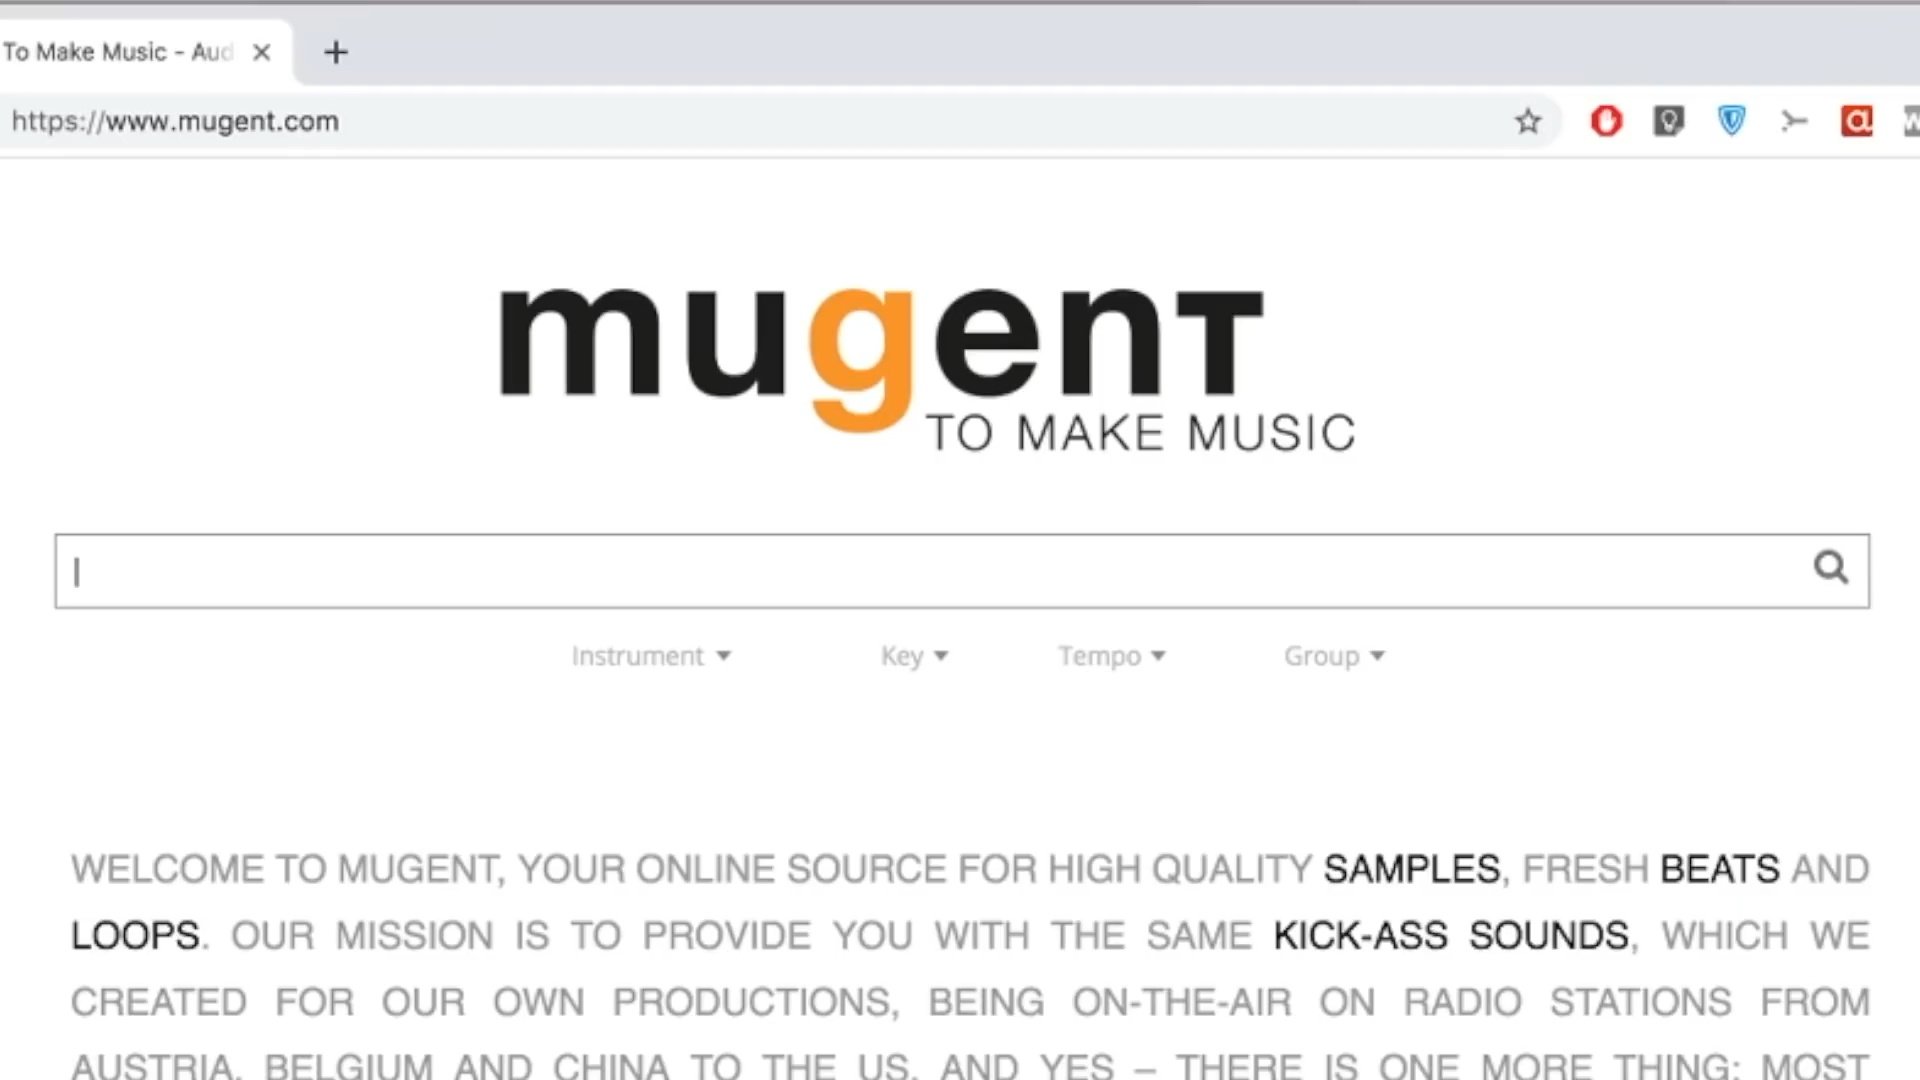 To Make Music - Aud
https://www.mugent.com
mugenT
TO MAKE MUSIC
Instrument Key Tempo Group
WELCOME TO MUGENT, YOUR ONLINE SOURCE FOR HIGH QUALITY SAMPLES, FRESH BEATS AND
LOOPS. OUR MISSION IS TO PROVIDE YOU WITH THE SAME KICK-ASS SOUNDS, WHICH WE
CREATED FOR OUR OWN PRODUCTIONS, BEING ON-THE-AIR ON RADIO STATIONS FROM
AUSTRIA, BELGIUM AND CHINA TO THE US. AND YES – THERE IS ONE MORE THING: MOST